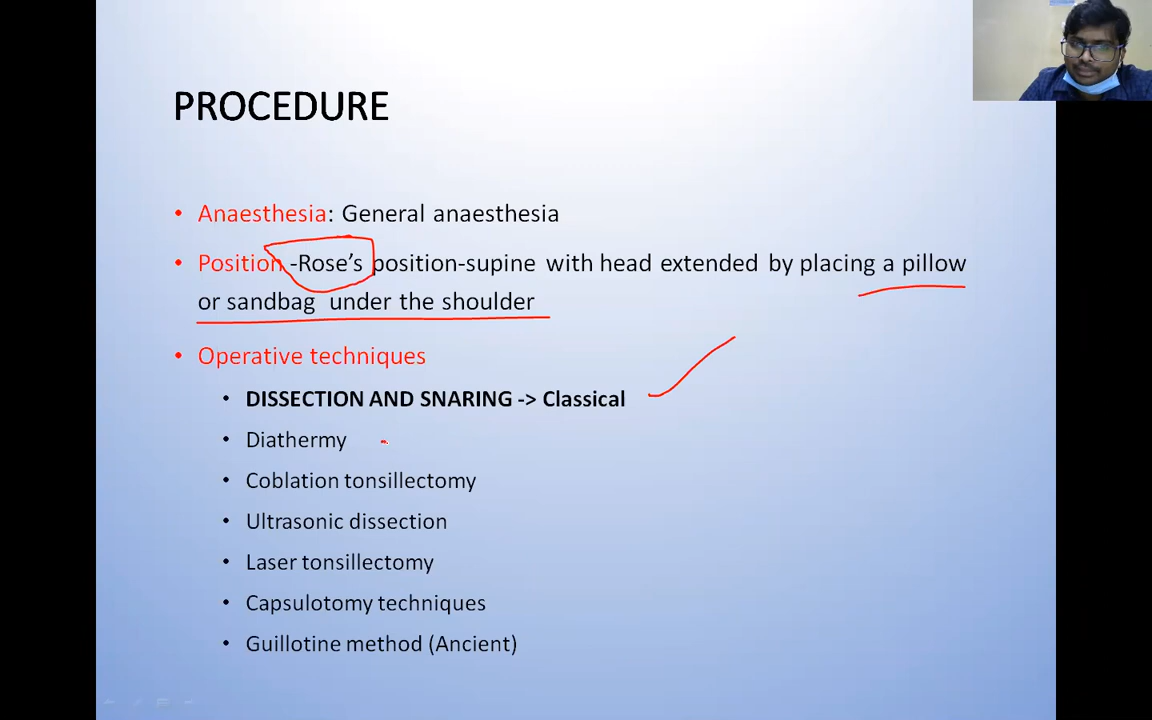 PROCEDURE
• Anaesthesia: General anaesthesia
• Position -Rose's position-supine with head extended by placing a pillow
or sandbag under the shoulder
• Operative techniques
• DISSECTION AND SNARING -> Classical
• Diathermy
• Coblation tonsillectomy
• Ultrasonic dissection
• Laser tonsillectomy
• Capsulotomy techniques
• Guillotine method (Ancient)